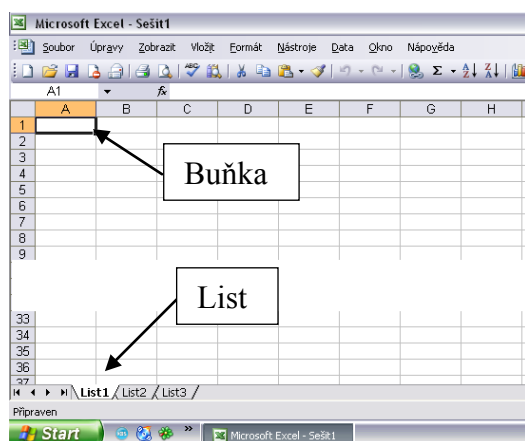 Microsoft Excel - Sešit1
Soubor Úpravy Zobrazit Vložit Formát Nástroje Data Okno Nápověda
A1 fx
A B C D E F G H
1
2
3
4
5
6
7
8
9
Buňka
List
33
34
35
36
37
List1 List2 List3
Připraven
Start » Microsoft Excel - Sešit1